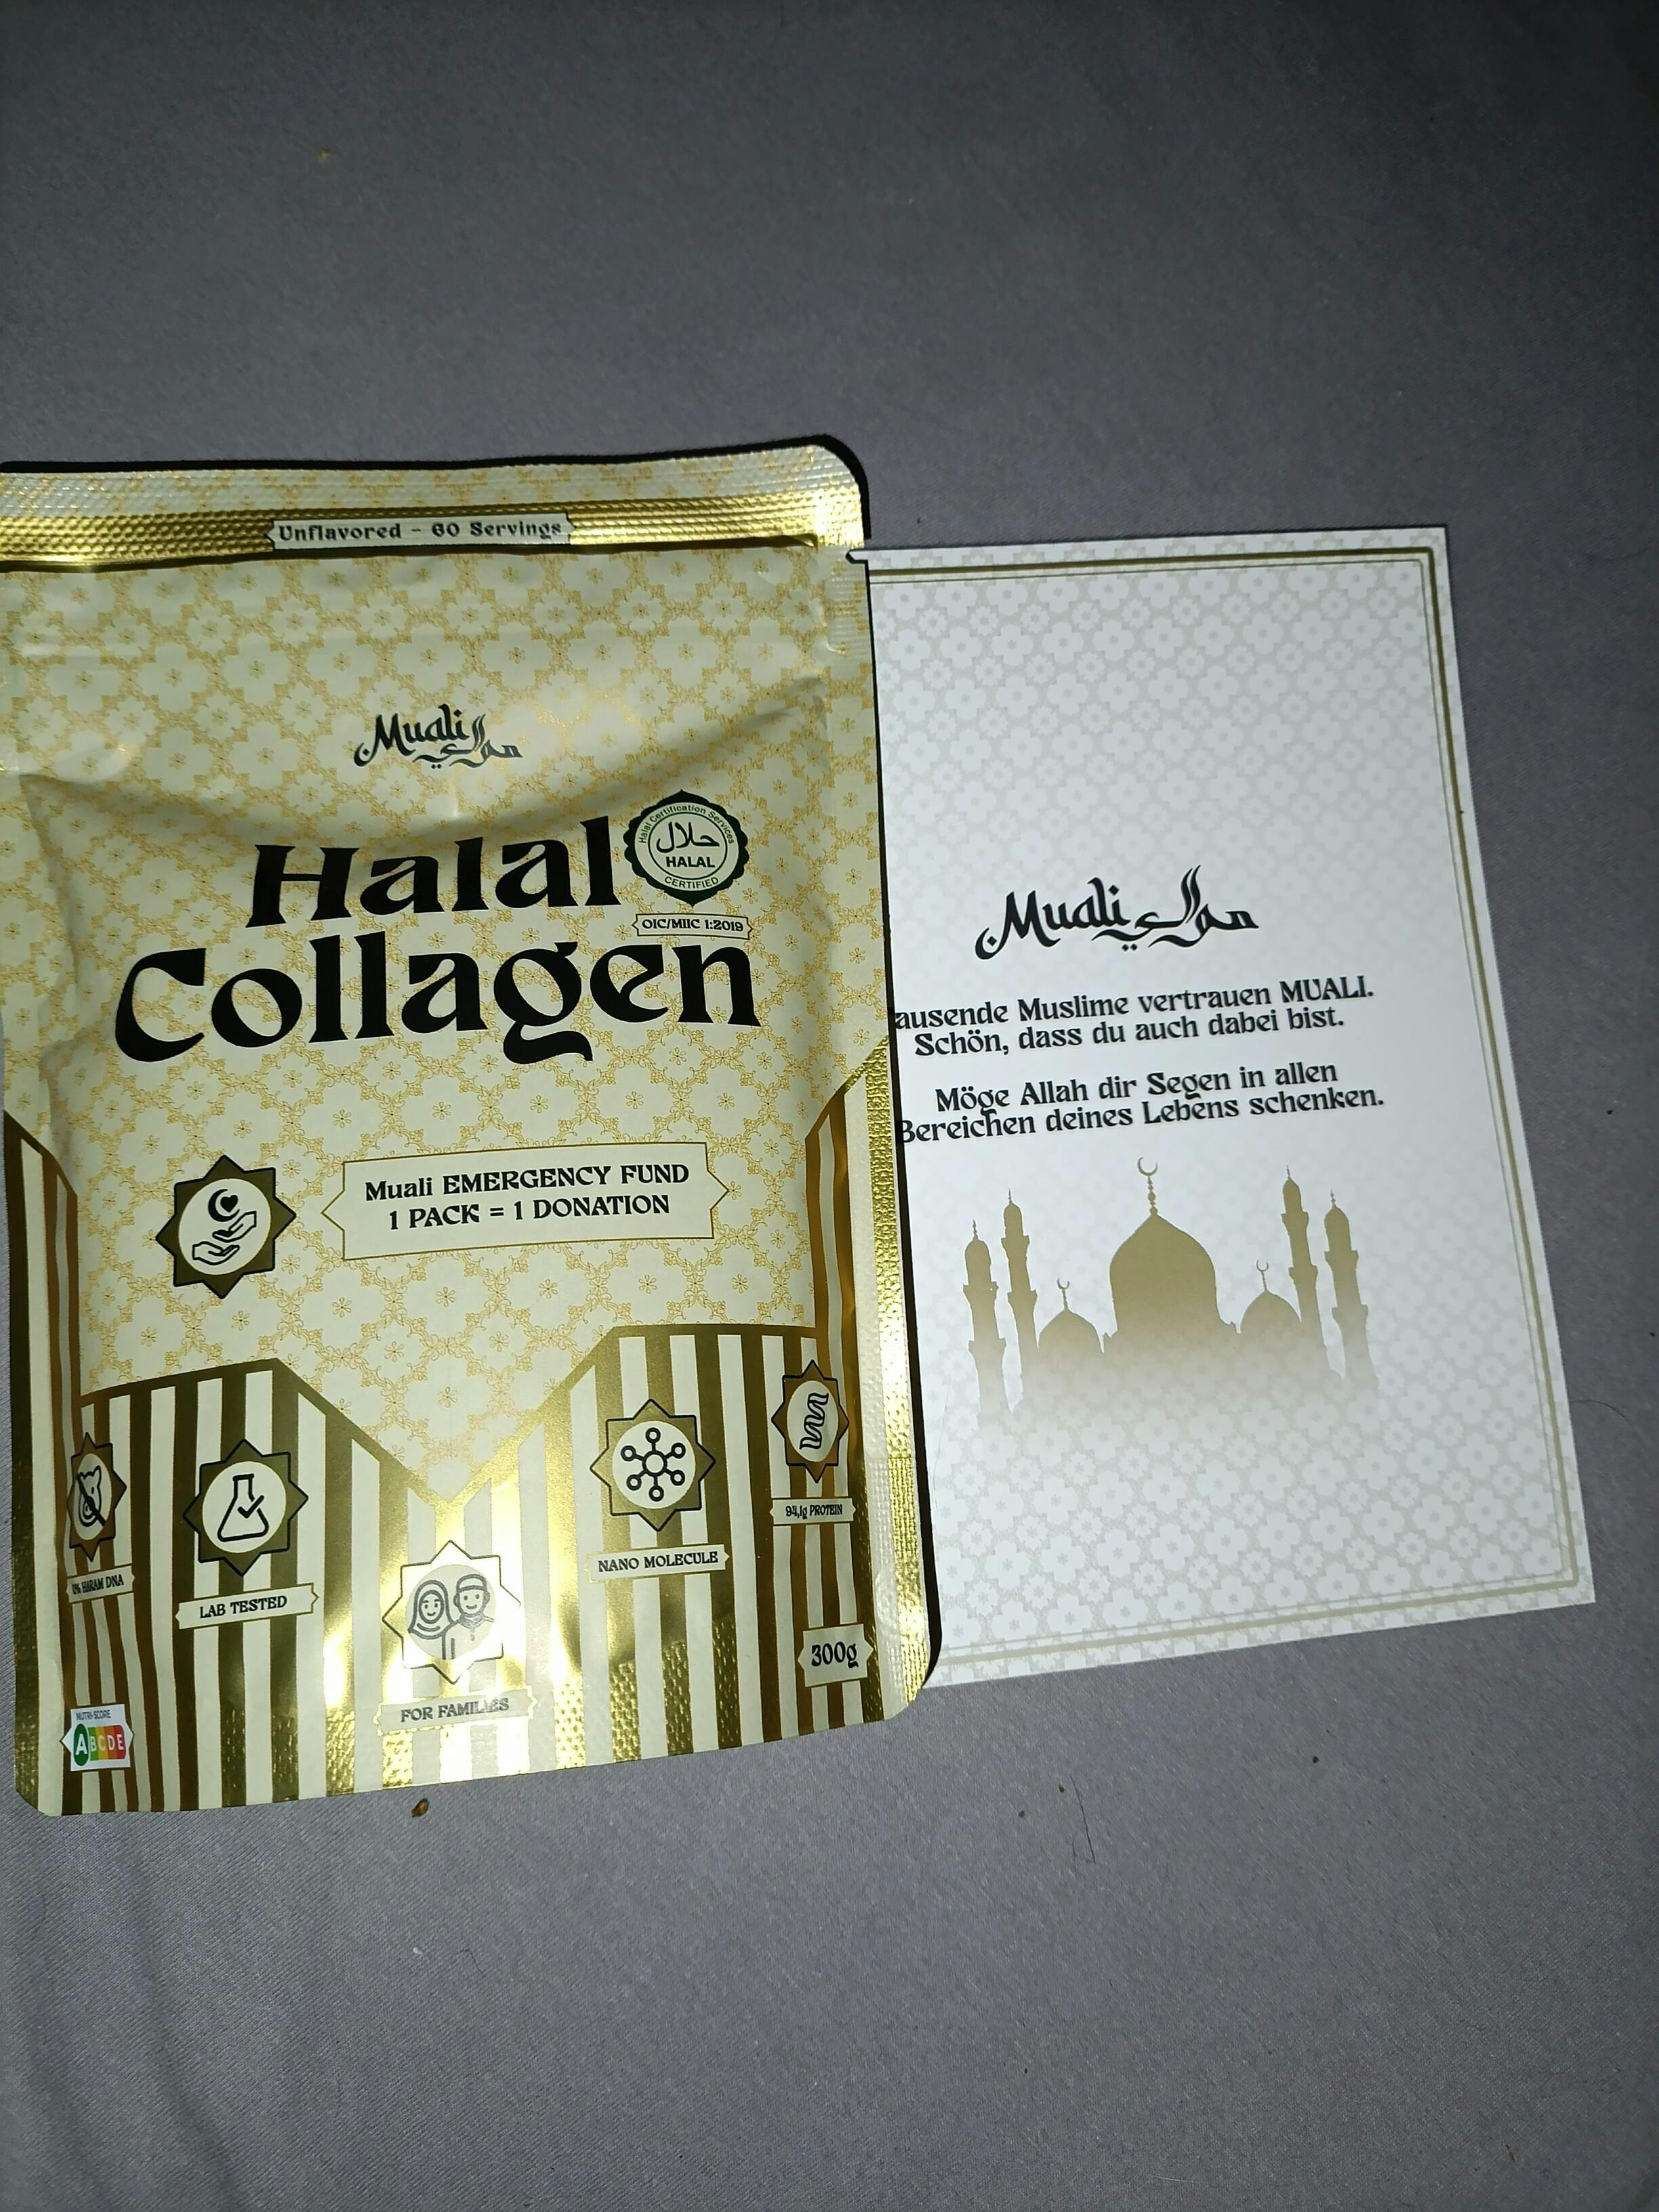 Unflavored - 60 Servings
Muali موالي
Halal
Collagen
Halal Certification Services
حلال
HALAL
CERTIFIED
OIC/MIIC 1:2019
Muali EMERGENCY FUND
1 PACK = 1 DONATION
0% HARAM DNA
LAB TESTED
FOR FAMILIES
NANO MOLECULE
94,1g PROTEIN
300g
NUTRI-SCORE
ABCDE
Muali موالي
ausende Muslime vertrauen MUALI.
Schön, dass du auch dabei bist.
Möge Allah dir Segen in allen
Bereichen deines Lebens schenken.